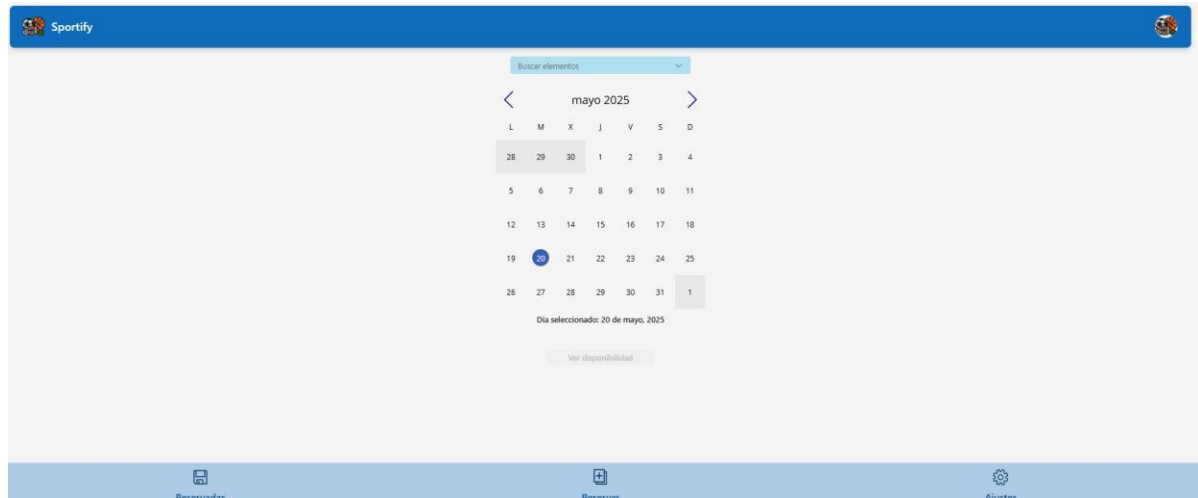 Sportify
Buscar elementos
mayo 2025
L M X J V S D
28 29 30 1 2 3 4
5 6 7 8 9 10 11
12 13 14 15 16 17 18
19 20 21 22 23 24 25
26 27 28 29 30 31 1
Día seleccionado: 20 de mayo, 2025
Ver disponibilidad
Reservadas Reservar Ajustes